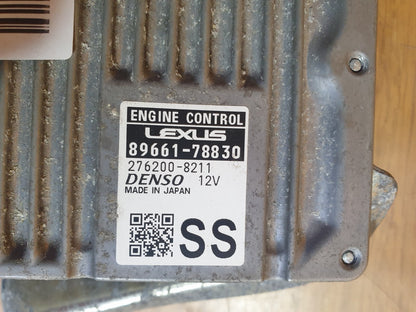 ENGINE CONTROL
LEXUS
89661-78830
276200-8211
DENSO 12V
MADE IN JAPAN
SS